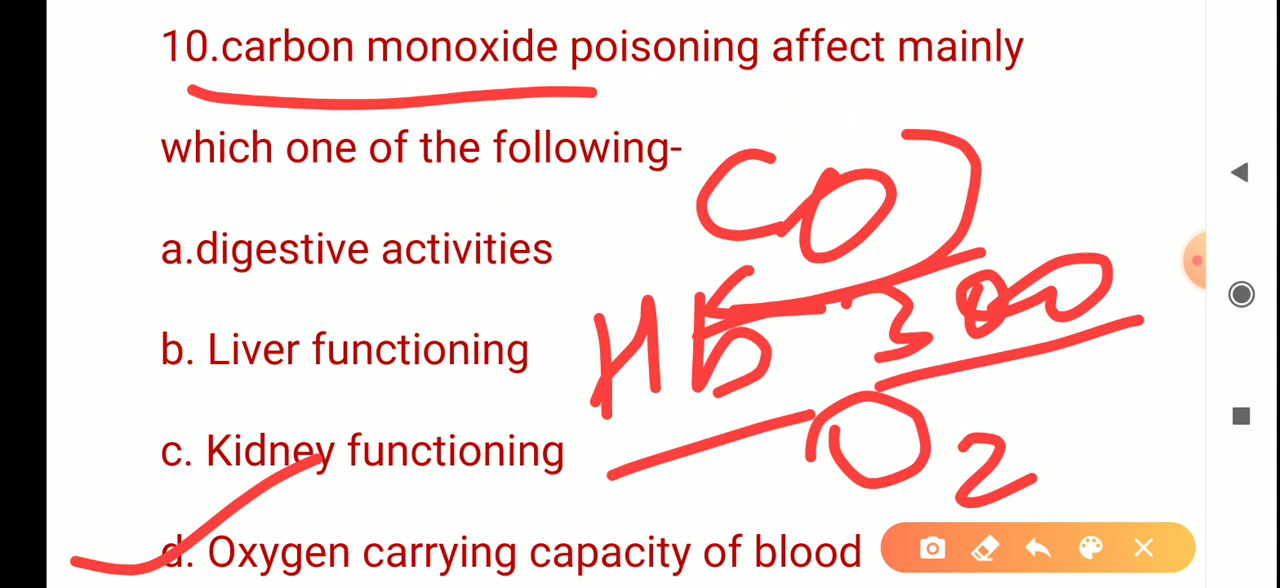 10.carbon monoxide poisoning affect mainly
which one of the following-
CO
a.digestive activities
Hb 300
b. Liver functioning
O2
c. Kidney functioning
d. Oxygen carrying capacity of blood